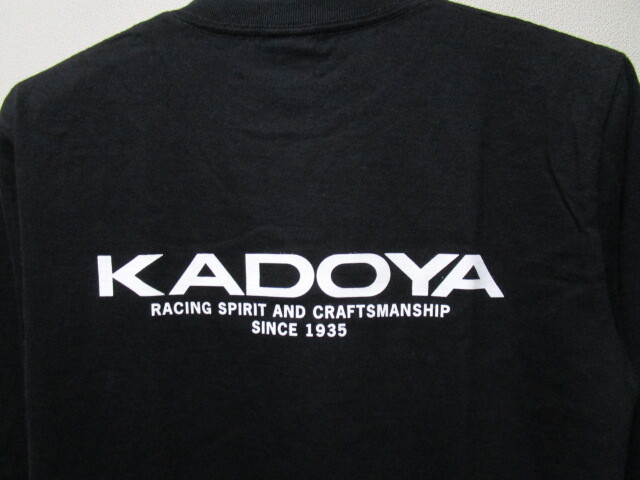 KADOYA
RACING SPIRIT AND CRAFTSMANSHIP
SINCE 1935